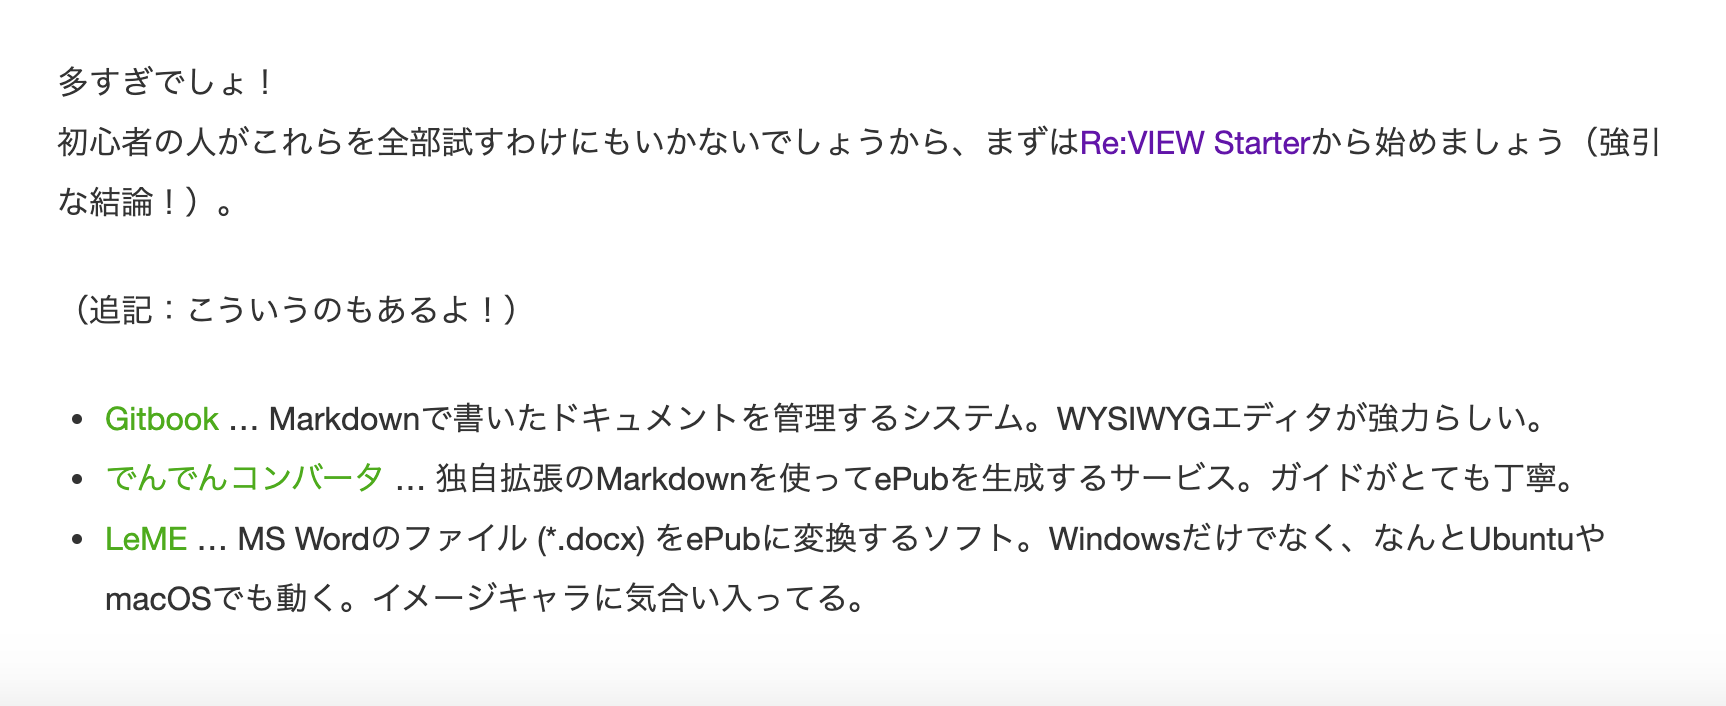 多すぎでしょ！
初心者の人がこれらを全部試すわけにもいかないでしょうから、まずはRe:VIEW Starterから始めましょう（強引
な結論！）。
（追記：こういうのもあるよ！）
• Gitbook … Markdownで書いたドキュメントを管理するシステム。WYSIWYGエディタが強力らしい。
• でんでんコンバータ … 独自拡張のMarkdownを使ってePubを生成するサービス。ガイドがとても丁寧。
• LeME … MS Wordのファイル (*.docx) をePubに変換するソフト。Windowsだけでなく、なんとUbuntuや
macOSでも動く。イメージキャラに気合い入ってる。